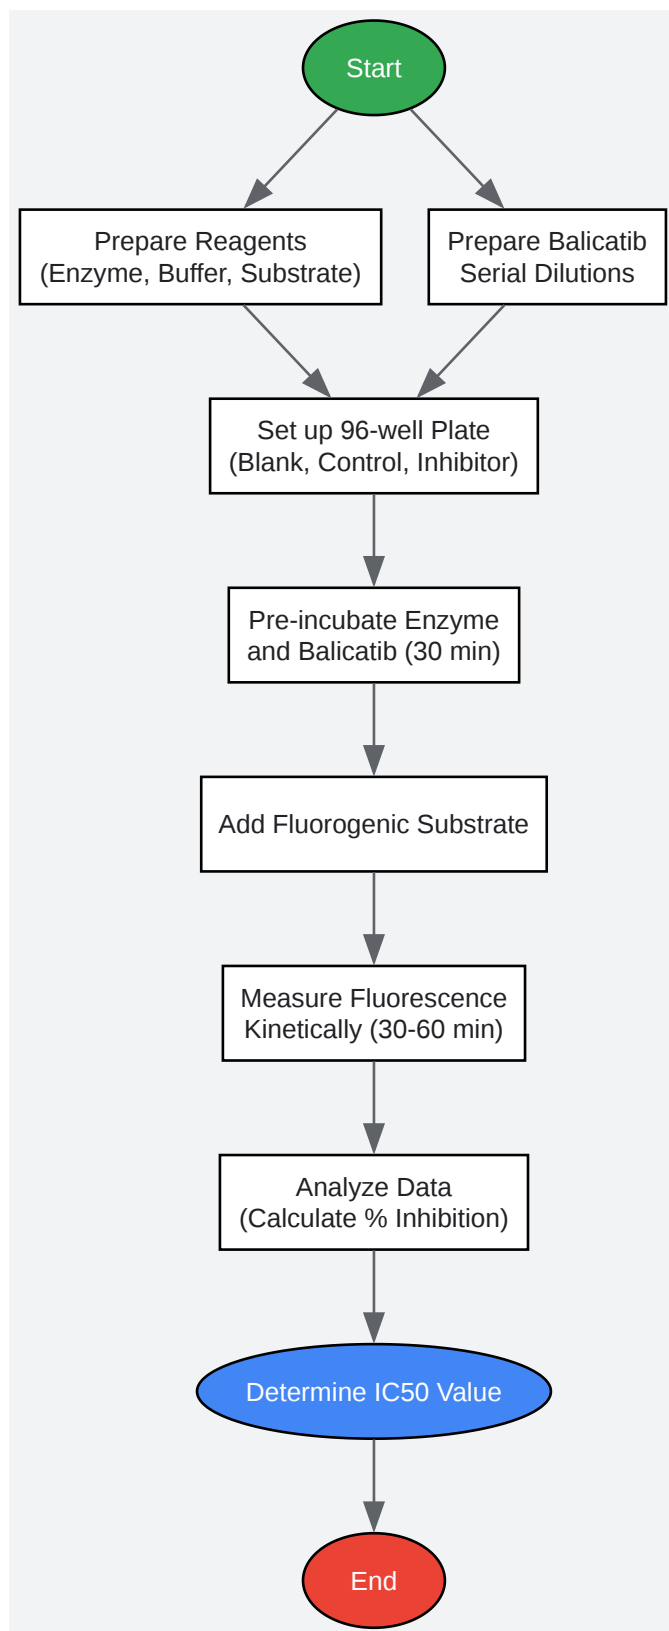 Start
Prepare Reagents
(Enzyme, Buffer, Substrate)
Prepare Balicatib
Serial Dilutions
Set up 96-well Plate
(Blank, Control, Inhibitor)
Pre-incubate Enzyme
and Balicatib (30 min)
Add Fluorogenic Substrate
Measure Fluorescence
Kinetically (30-60 min)
Analyze Data
(Calculate % Inhibition)
Determine IC50 Value
End